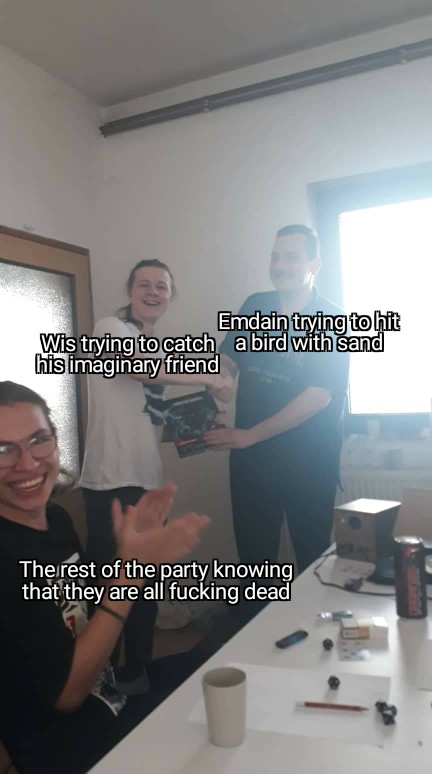 Emdain trying to hit
a bird with sand
Wis trying to catch
his imaginary friend
The rest of the party knowing
that they are all fucking dead